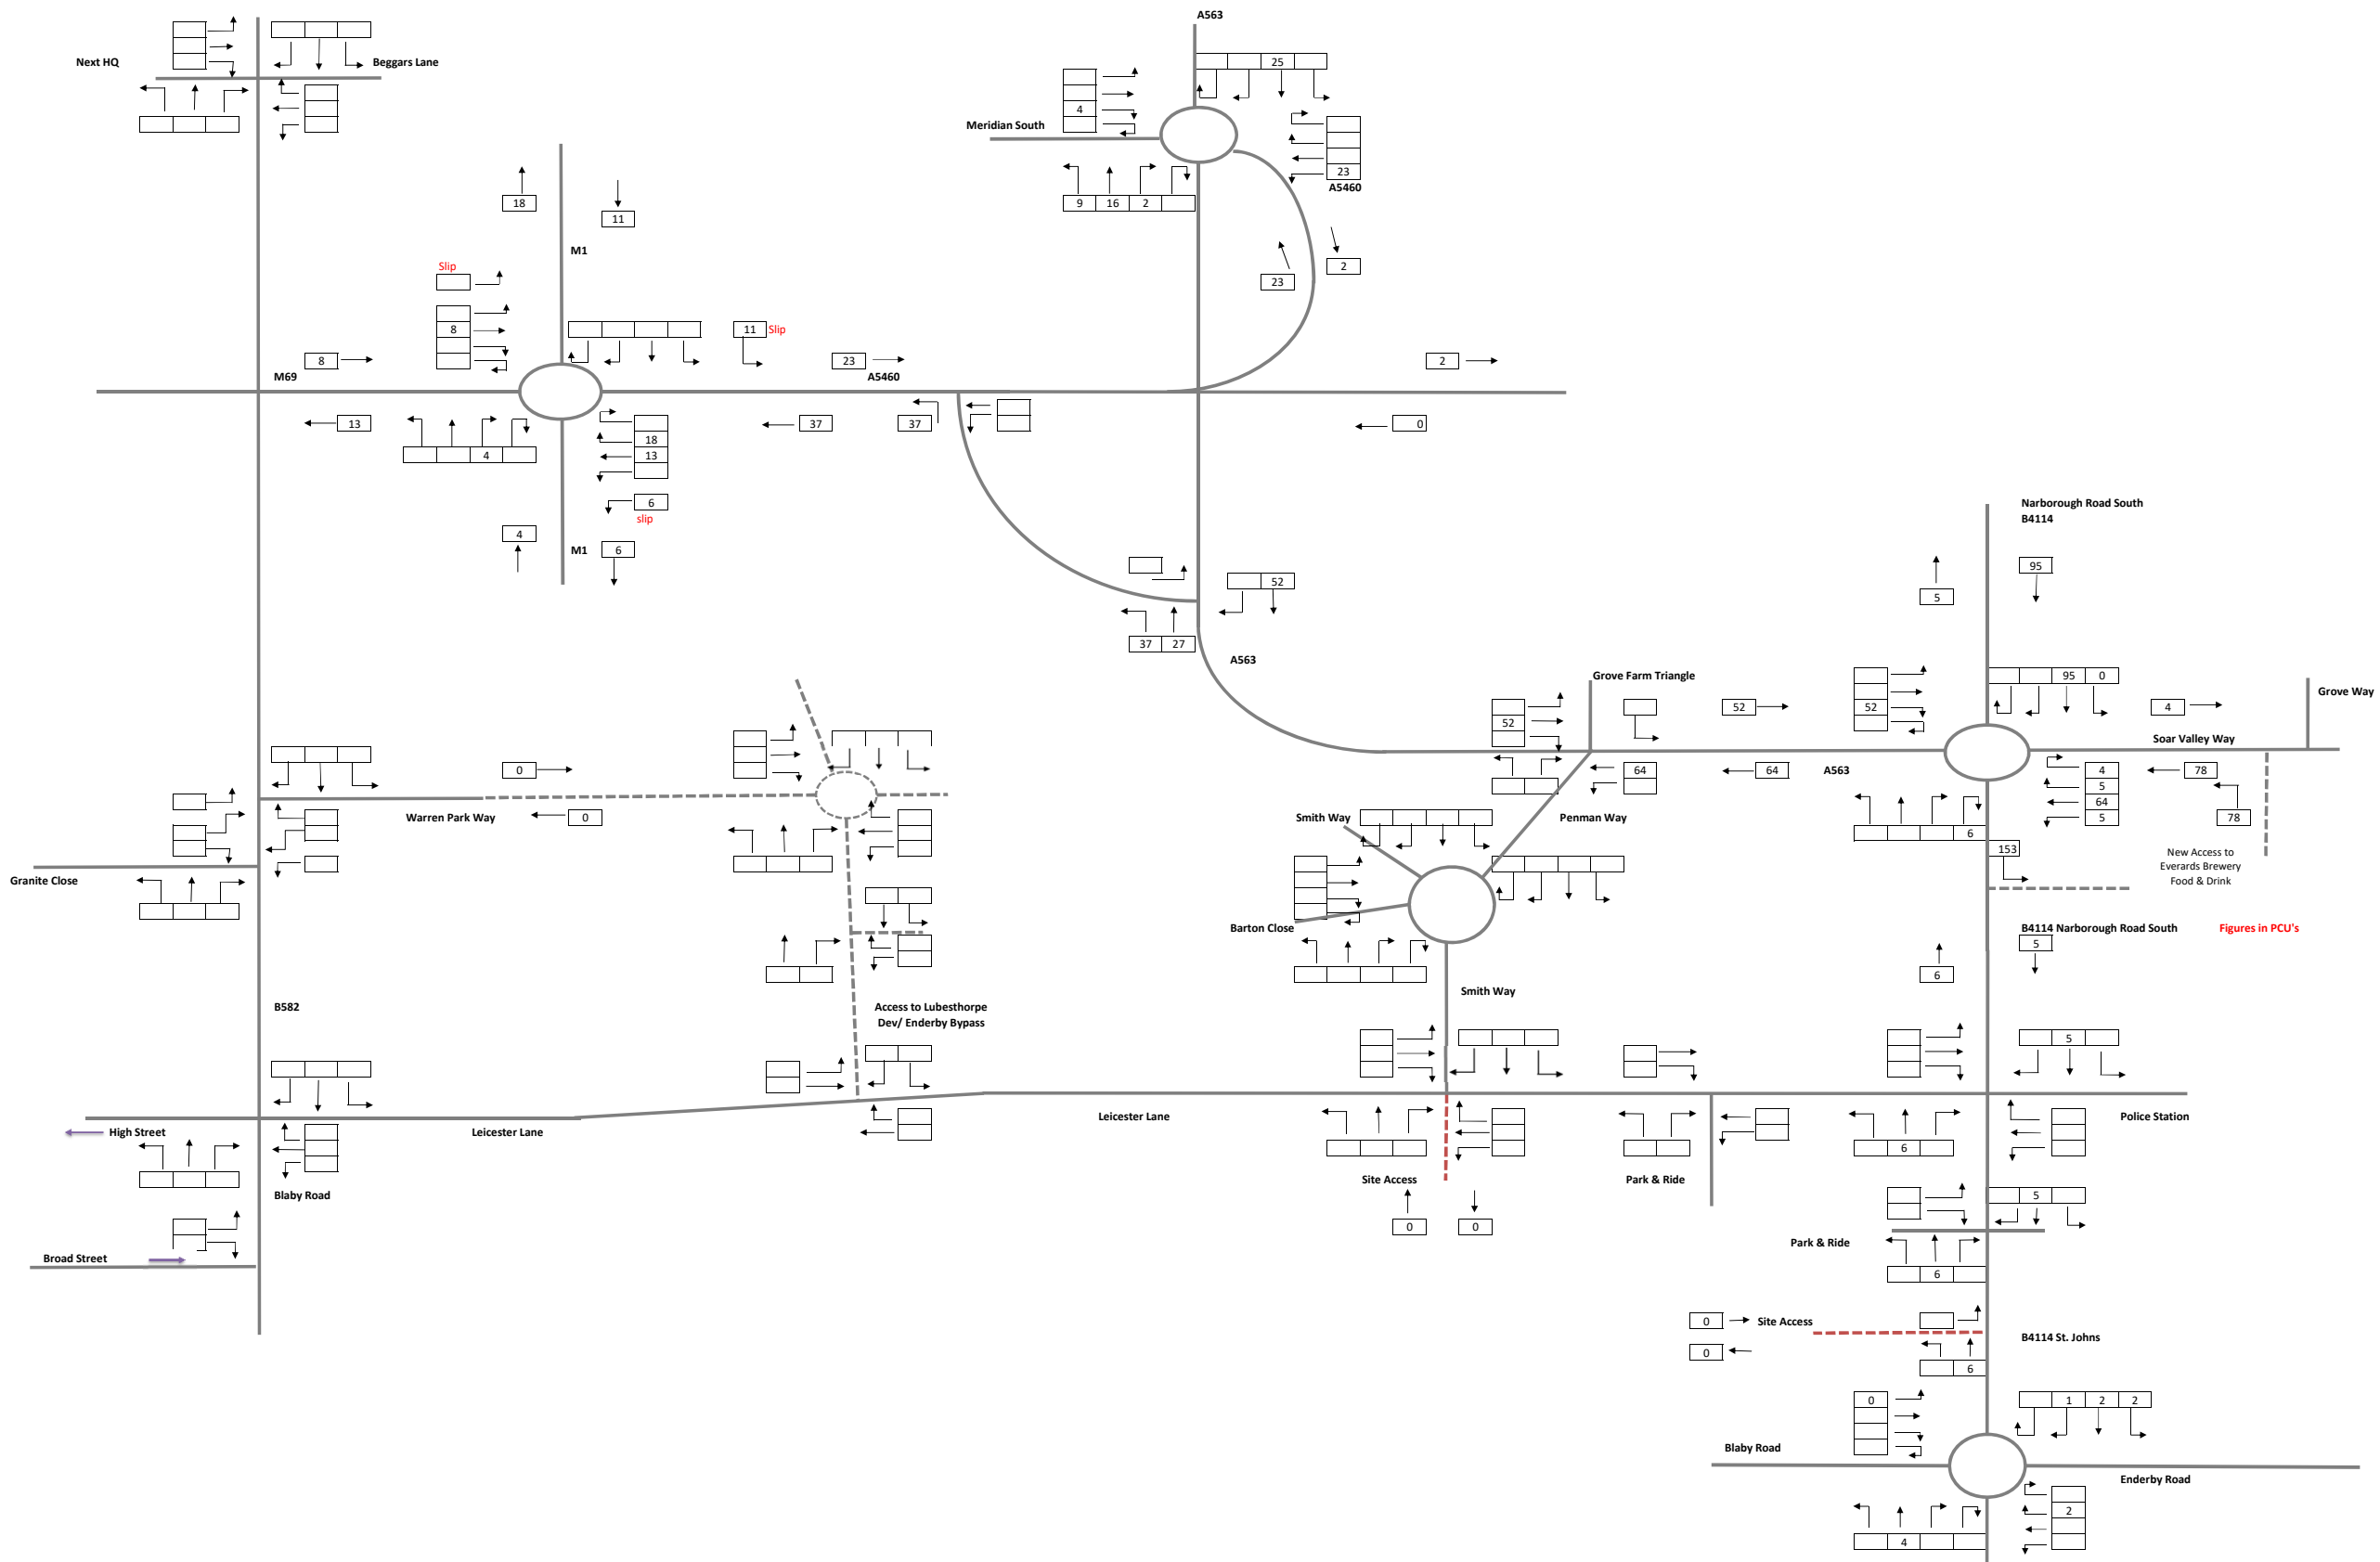 A563
Next HQ
Beggars Lane
25
4
Meridian South
23
A5460
9 16 2
18
11
M1
Slip
23
2
8
11 Slip
8
23
2
M69
A5460
13
37
37
0
4
18
13
6
slip
4
M1
6
Narborough Road South
B4114
95
5
52
37 27
A563
Grove Farm Triangle
95 0
Grove Way
52
52
52
4
Soar Valley Way
0
64
64
A563
4
78
5
64
5
6
78
0
Warren Park Way
Smith Way
Penman Way
153
New Access to
Everards Brewery
Food & Drink
Granite Close
Barton Close
B4114 Narborough Road South
Figures in PCU's
5
6
Smith Way
B582
Access to Lubesthorpe
Dev/ Enderby Bypass
5
High Street
Leicester Lane
Leicester Lane
Police Station
6
Site Access
Park & Ride
Blaby Road
5
0
0
Park & Ride
Broad Street
6
0
Site Access
B4114 St. Johns
0
6
0
1 2 2
Blaby Road
Enderby Road
2
4